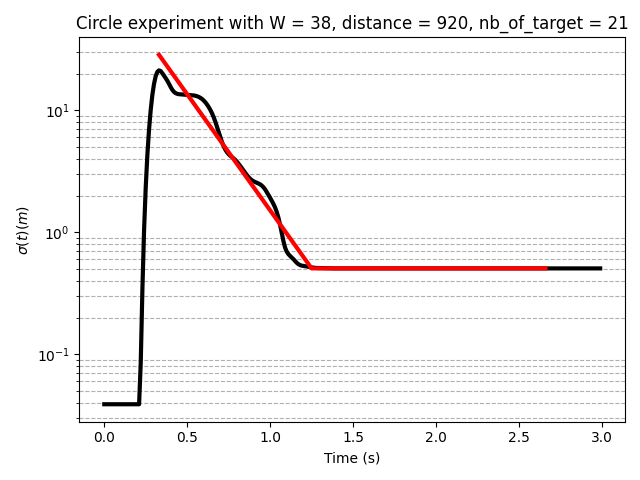 Circle experiment with W = 38, distance = 920, nb_of_target = 21
σ(t)(m)
10¹
10⁰
10⁻¹
0.0 0.5 1.0 1.5 2.0 2.5 3.0
Time (s)